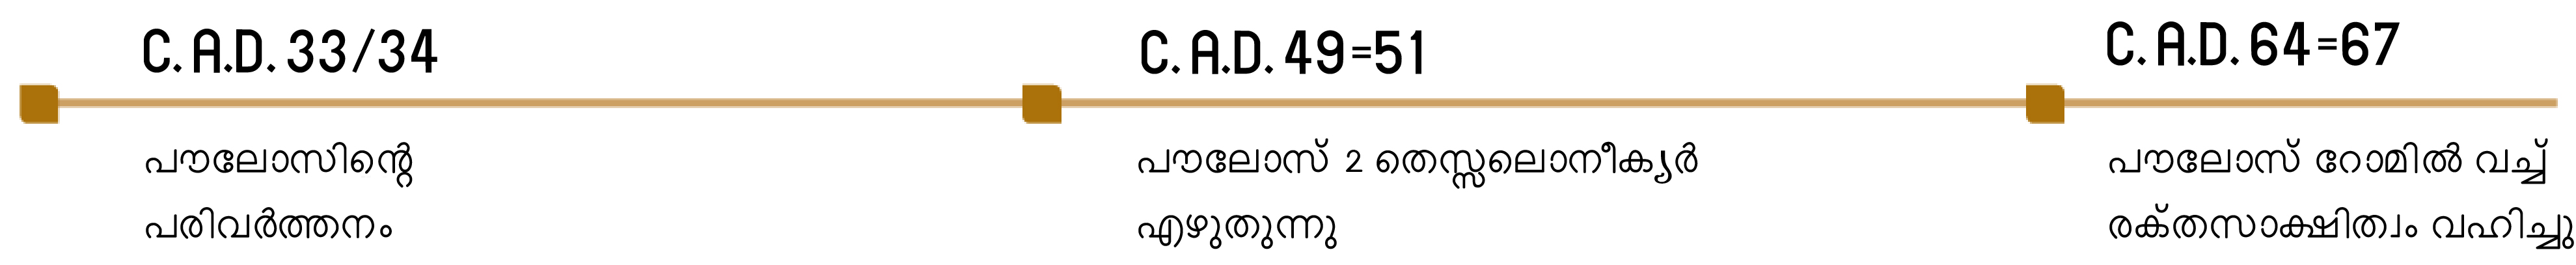 C. A.D. 33/34
പൗലോസിന്റെ
പരിവർത്തനം
C. A.D. 49=51
പൗലോസ് 2 തെസ്സലൊനീക്യർ
എഴുതുന്നു
C. A.D. 64=67
പൗലോസ് റോമിൽ വച്ച്
രക്തസാക്ഷിത്വം വഹിച്ചു